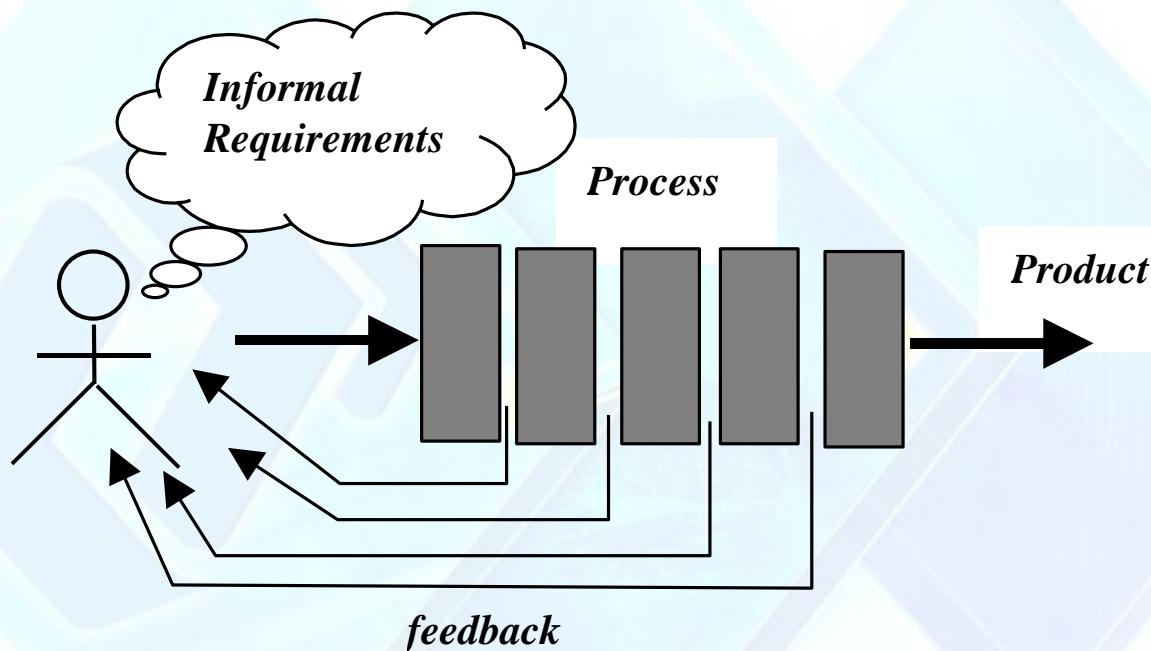 Informal
Requirements
Process
Product
feedback